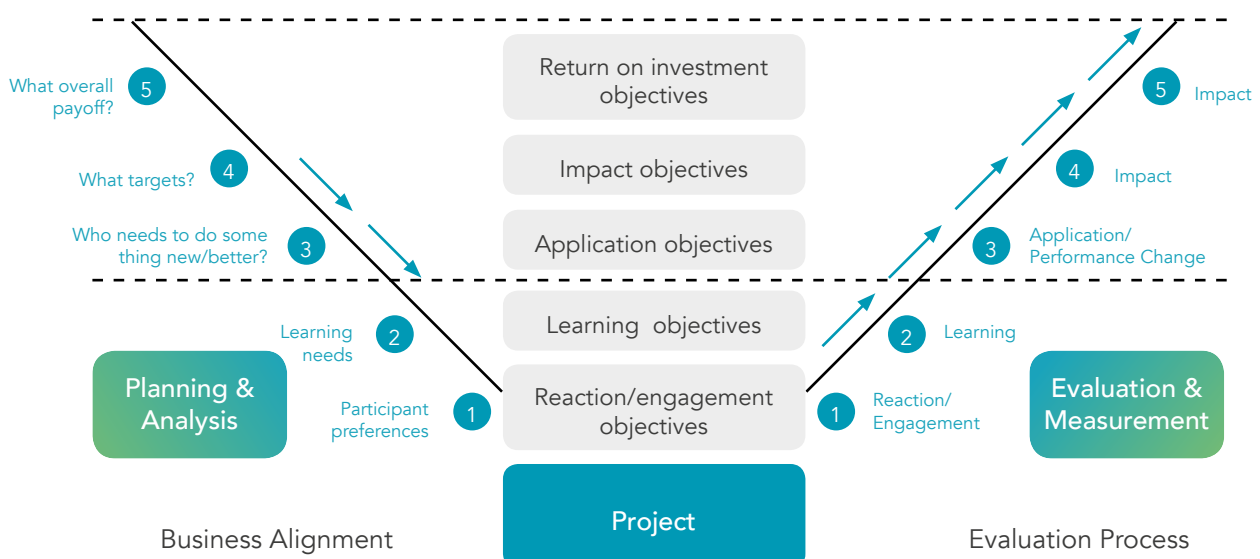 What overall
payoff?
5
Return on investment
objectives
5
Impact
What targets?
4
Impact objectives
4
Impact
Who needs to do some
thing new/better?
3
Application objectives
3
Application/
Performance Change
Learning
needs
2
Learning objectives
2
Learning
Planning &
Analysis
Participant
preferences
1
Reaction/engagement
objectives
1
Reaction/
Engagement
Evaluation &
Measurement
Business Alignment
Project
Evaluation Process